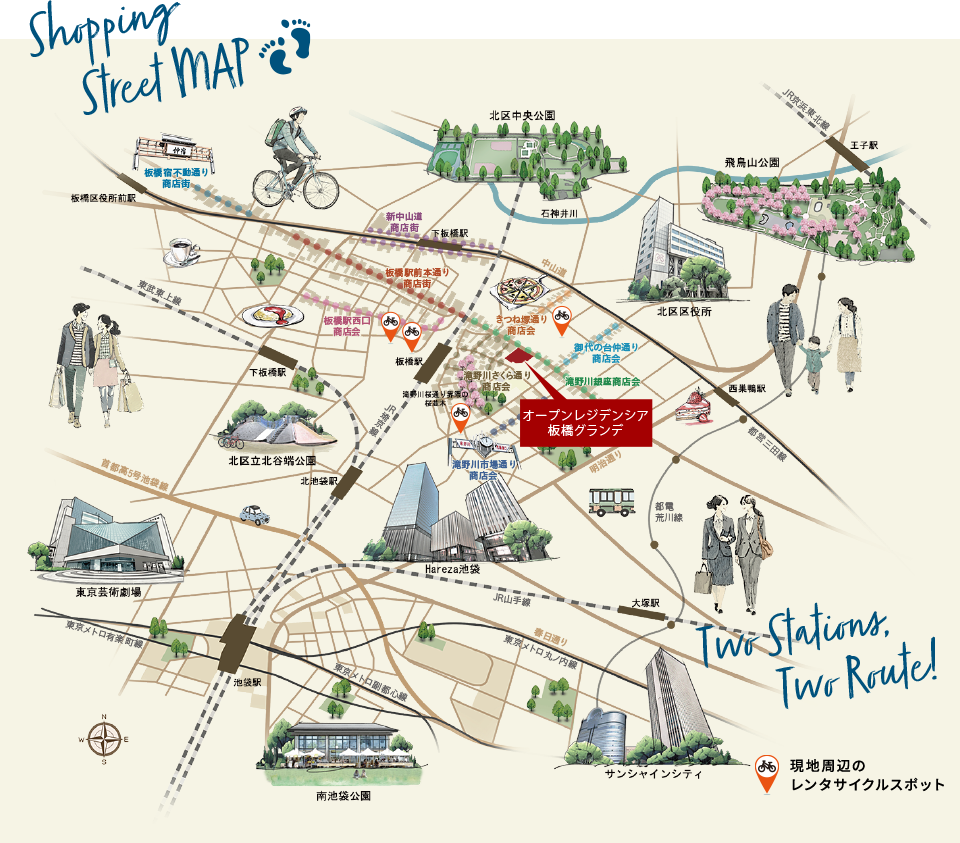 Shopping
Street MAP
北区中央公園
JR京浜東北線
王子駅
飛鳥山公園
仲宿
板橋宿不動通り
商店街
板橋区役所前駅
石神井川
新中山道
商店街
下板橋駅
中山道
板橋駅前本通り
商店街
東武東上線
北区区役所
きつね塚通り
商店会
板橋駅西口
商店会
御代の台仲通り
商店会
板橋駅
下板橋駅
滝野川さくら通り
商店会
滝野川銀座商店会
西巣鴨駅
滝野川桜通り界隈の
桜並木
オープンレジデンシア
板橋グランデ
JR埼京線
都営三田線
北区立北谷端公園
滝野川市場通り
商店会
明治通り
首都高5号池袋線
北池袋駅
都電
荒川線
Hareza池袋
東京芸術劇場
JR山手線
大塚駅
東京メトロ有楽町線
春日通り
東京メトロ丸ノ内線
Two Stations,
Two Route!
池袋駅
東京メトロ副都心線
N
W
E
S
サンシャインシティ
現地周辺の
レンタサイクルスポット
南池袋公園